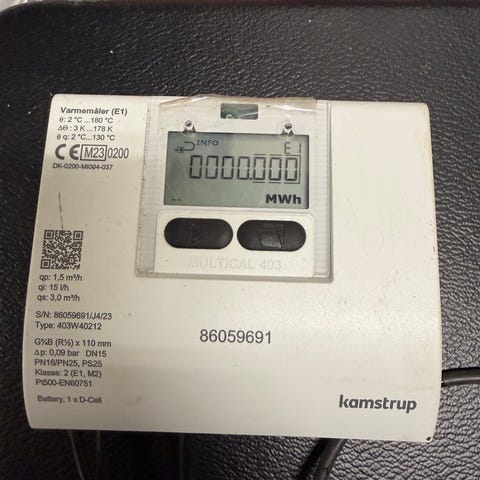 Varmemåler (E1)
θ: 2 °C ...180 °C
ΔΘ: 3 K ...178 K
θ q: 2 °C...130 °C
CE M23 0200
DK-0200-MI004-037
INFO
E1
0000.000
MWh
MULTICAL 403
qp: 1,5 m³/h
qi: 15 l/h
qs: 3,0 m³/h
S/N: 86059691/J4/23
Type: 403W40212
86059691
G¾B (R½) x 110 mm
Δp: 0,09 bar DN15
PN16/PN25, PS25
Klasse: 2 (E1, M2)
Pt500-EN60751
Battery, 1 x D-Cell
kamstrup